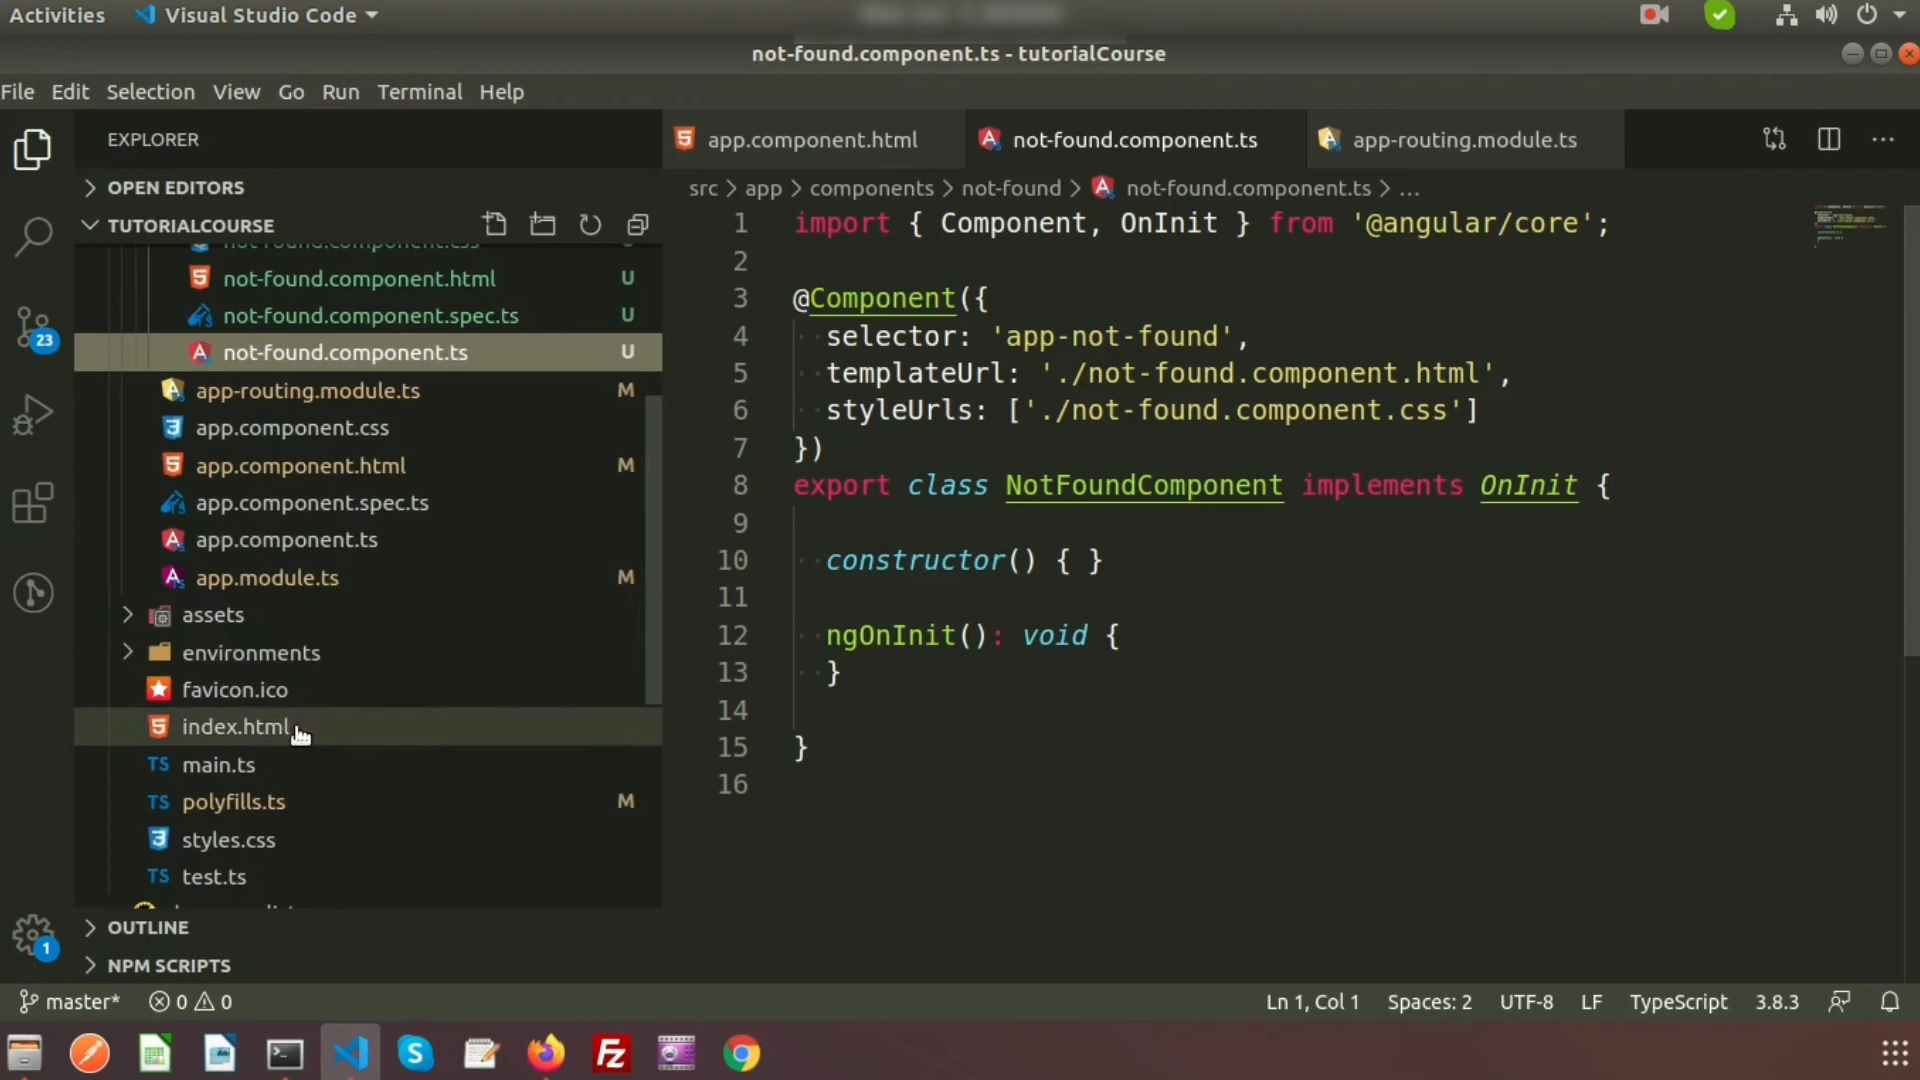 Activities Visual Studio Code
not-found.component.ts - tutorialCourse
File Edit Selection View Go Run Terminal Help
EXPLORER
OPEN EDITORS
TUTORIALCOURSE
not-found.component.css
not-found.component.html U
not-found.component.spec.ts U
not-found.component.ts U
app-routing.module.ts M
app.component.css
app.component.html M
app.component.spec.ts
app.component.ts
app.module.ts M
assets
environments
favicon.ico
index.html
TS main.ts
TS polyfills.ts M
styles.css
TS test.ts
OUTLINE
NPM SCRIPTS
23
1
app.component.html not-found.component.ts app-routing.module.ts
src > app > components > not-found > not-found.component.ts > ...
1 import { Component, OnInit } from '@angular/core';
2
3 @Component({
4 selector: 'app-not-found',
5 templateUrl: './not-found.component.html',
6 styleUrls: ['./not-found.component.css']
7 })
8 export class NotFoundComponent implements OnInit {
9
10 constructor() { }
11
12 ngOnInit(): void {
13 }
14
15 }
16
master* 0 0 Ln 1, Col 1 Spaces: 2 UTF-8 LF TypeScript 3.8.3